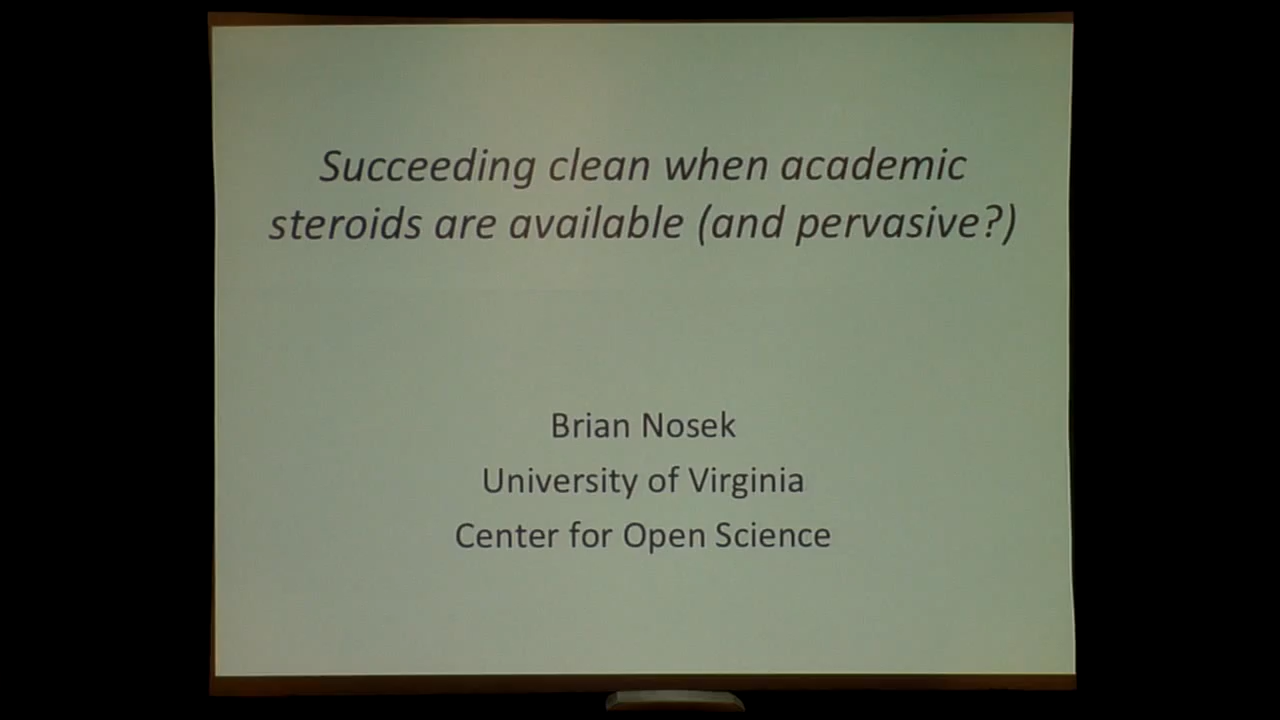 Succeeding clean when academic
steroids are available (and pervasive?)
Brian Nosek
University of Virginia
Center for Open Science